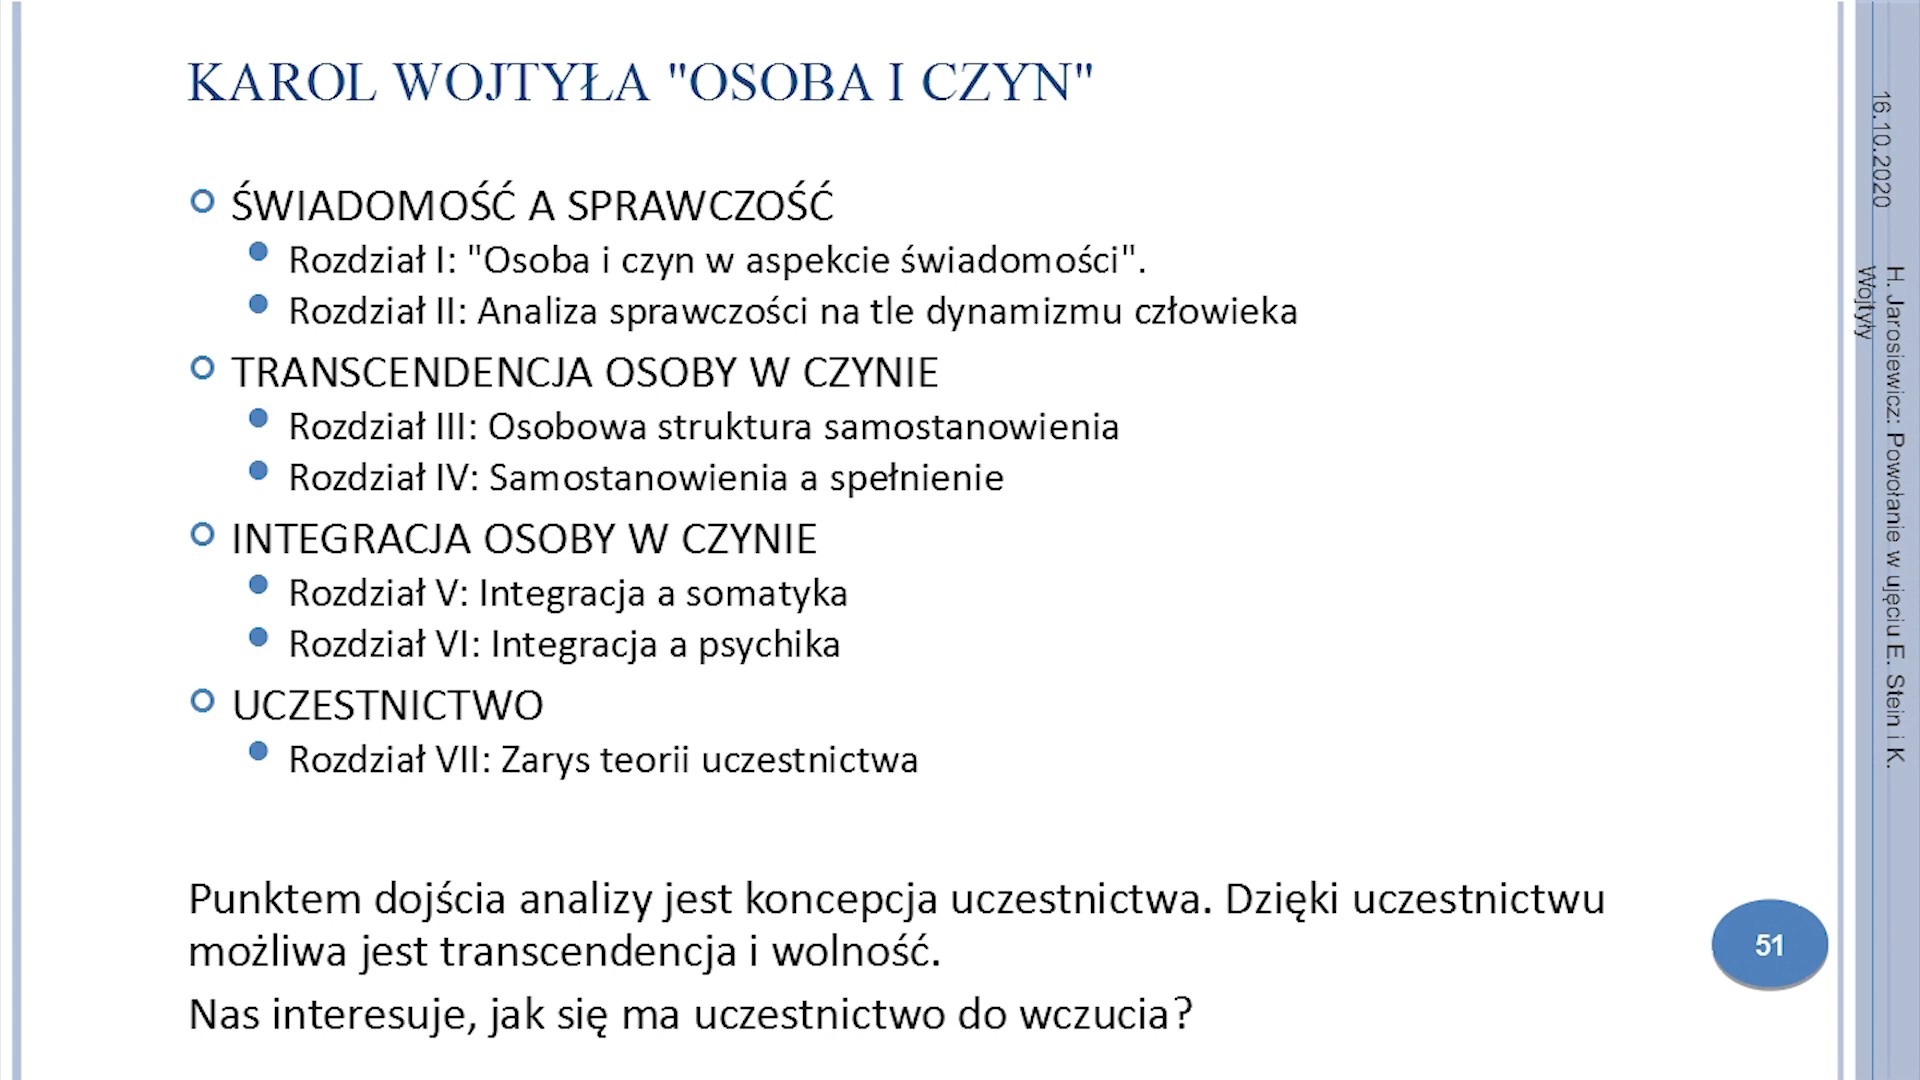 KAROL WOJTYŁA "OSOBA I CZYN"
ŚWIADOMOŚĆ A SPRAWCZOŚĆ
Rozdział I: "Osoba i czyn w aspekcie świadomości".
Rozdział II: Analiza sprawczości na tle dynamizmu człowieka
TRANSCENDENCJA OSOBY W CZYNIE
Rozdział III: Osobowa struktura samostanowienia
Rozdział IV: Samostanowienia a spełnienie
INTEGRACJA OSOBY W CZYNIE
Rozdział V: Integracja a somatyka
Rozdział VI: Integracja a psychika
UCZESTNICTWO
Rozdział VII: Zarys teorii uczestnictwa
Punktem dojścia analizy jest koncepcja uczestnictwa. Dzięki uczestnictwu
możliwa jest transcendencja i wolność.
Nas interesuje, jak się ma uczestnictwo do wczucia?
16.10.2020
H. Jarosiewicz: Powołanie w ujęciu E. Stein i K.
Wojtyły
51